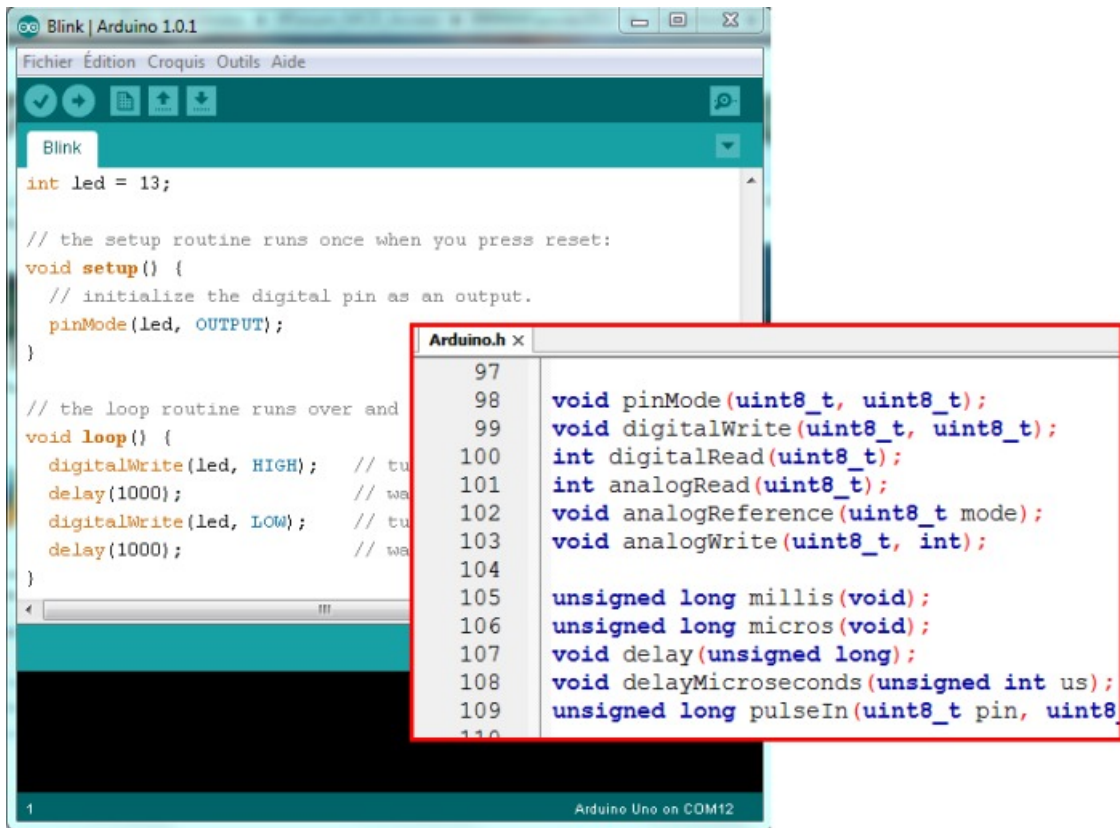 Blink | Arduino 1.0.1
Fichier Édition Croquis Outils Aide
Blink
int led = 13;
// the setup routine runs once when you press reset:
void setup() {
  // initialize the digital pin as an output.
  pinMode(led, OUTPUT);
}
// the loop routine runs over and
void loop() {
  digitalWrite(led, HIGH);   // tu
  delay(1000);               // wa
  digitalWrite(led, LOW);    // tu
  delay(1000);               // wa
}
1
Arduino Uno on COM12
Arduino.h ×
97
98 void pinMode(uint8_t, uint8_t);
99 void digitalWrite(uint8_t, uint8_t);
100 int digitalRead(uint8_t);
101 int analogRead(uint8_t);
102 void analogReference(uint8_t mode);
103 void analogWrite(uint8_t, int);
104
105 unsigned long millis(void);
106 unsigned long micros(void);
107 void delay(unsigned long);
108 void delayMicroseconds(unsigned int us);
109 unsigned long pulseIn(uint8_t pin, uint8_